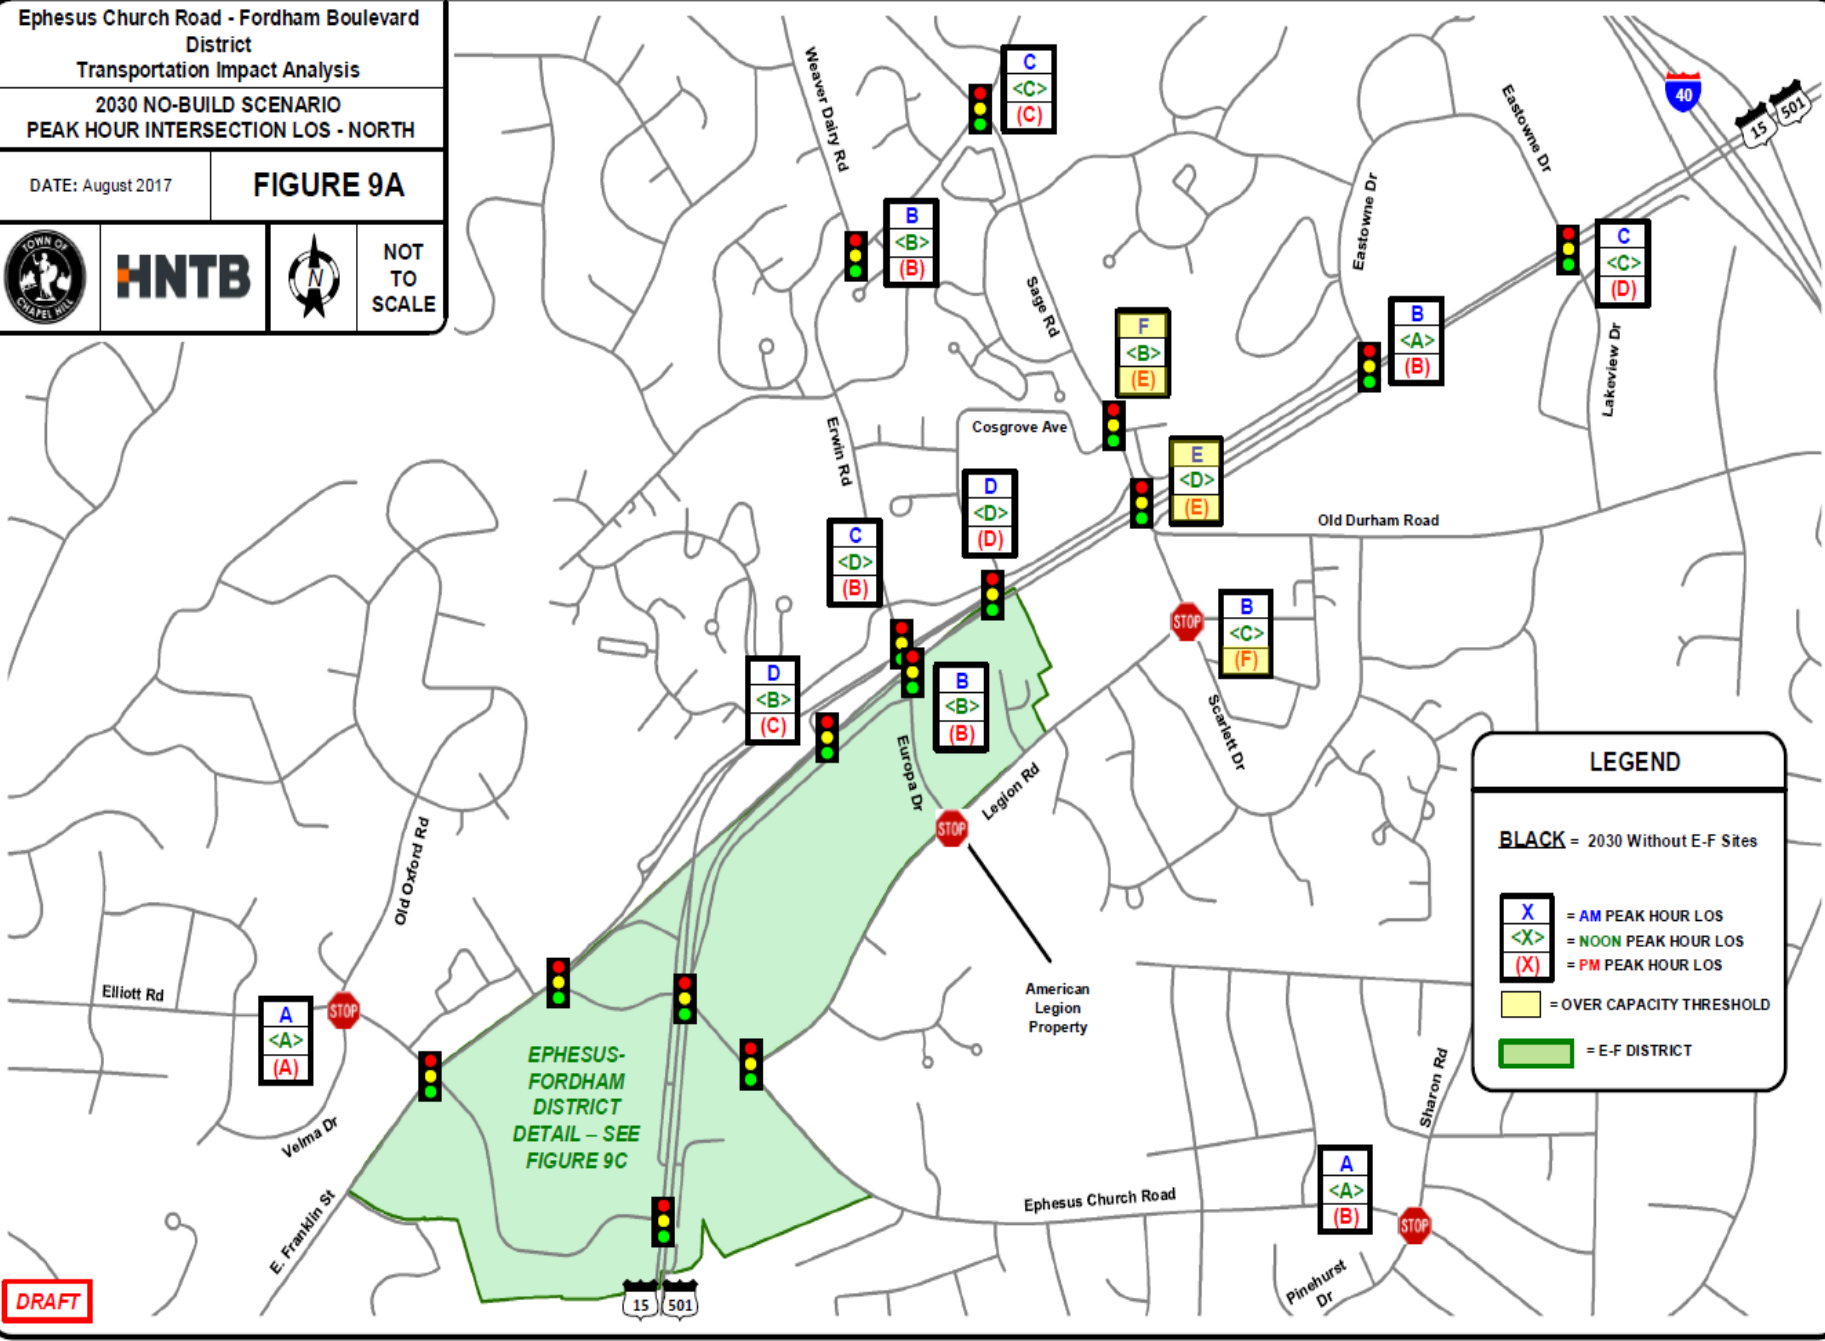 Ephesus Church Road - Fordham Boulevard
District
Transportation Impact Analysis
2030 NO-BUILD SCENARIO
PEAK HOUR INTERSECTION LOS - NORTH
DATE: August 2017
FIGURE 9A
TOWN OF
CHAPEL HILL
HNTB
N
NOT
TO
SCALE
Weaver Dairy Rd
C
<C>
(C)
Eastowne Dr
40
15
501
B
<B>
(B)
Eastowne Dr
C
<C>
(D)
Sage Rd
F
<B>
(E)
B
<A>
(B)
Lakeview Dr
Erwin Rd
Cosgrove Ave
E
<D>
(E)
D
<D>
(D)
Old Durham Road
C
<D>
(B)
STOP
B
<C>
(F)
D
<B>
(C)
B
<B>
(B)
Scarlett Dr
Europa Dr
Legion Rd
STOP
LEGEND
BLACK = 2030 Without E-F Sites
X
<X>
(X)
= AM PEAK HOUR LOS
= NOON PEAK HOUR LOS
= PM PEAK HOUR LOS
= OVER CAPACITY THRESHOLD
= E-F DISTRICT
Old Oxford Rd
American
Legion
Property
Elliott Rd
A
<A>
(A)
STOP
EPHESUS-
FORDHAM
DISTRICT
DETAIL – SEE
FIGURE 9C
Sharon Rd
Velma Dr
E. Franklin St
Ephesus Church Road
A
<A>
(B)
STOP
Pinehurst
Dr
15
501
DRAFT